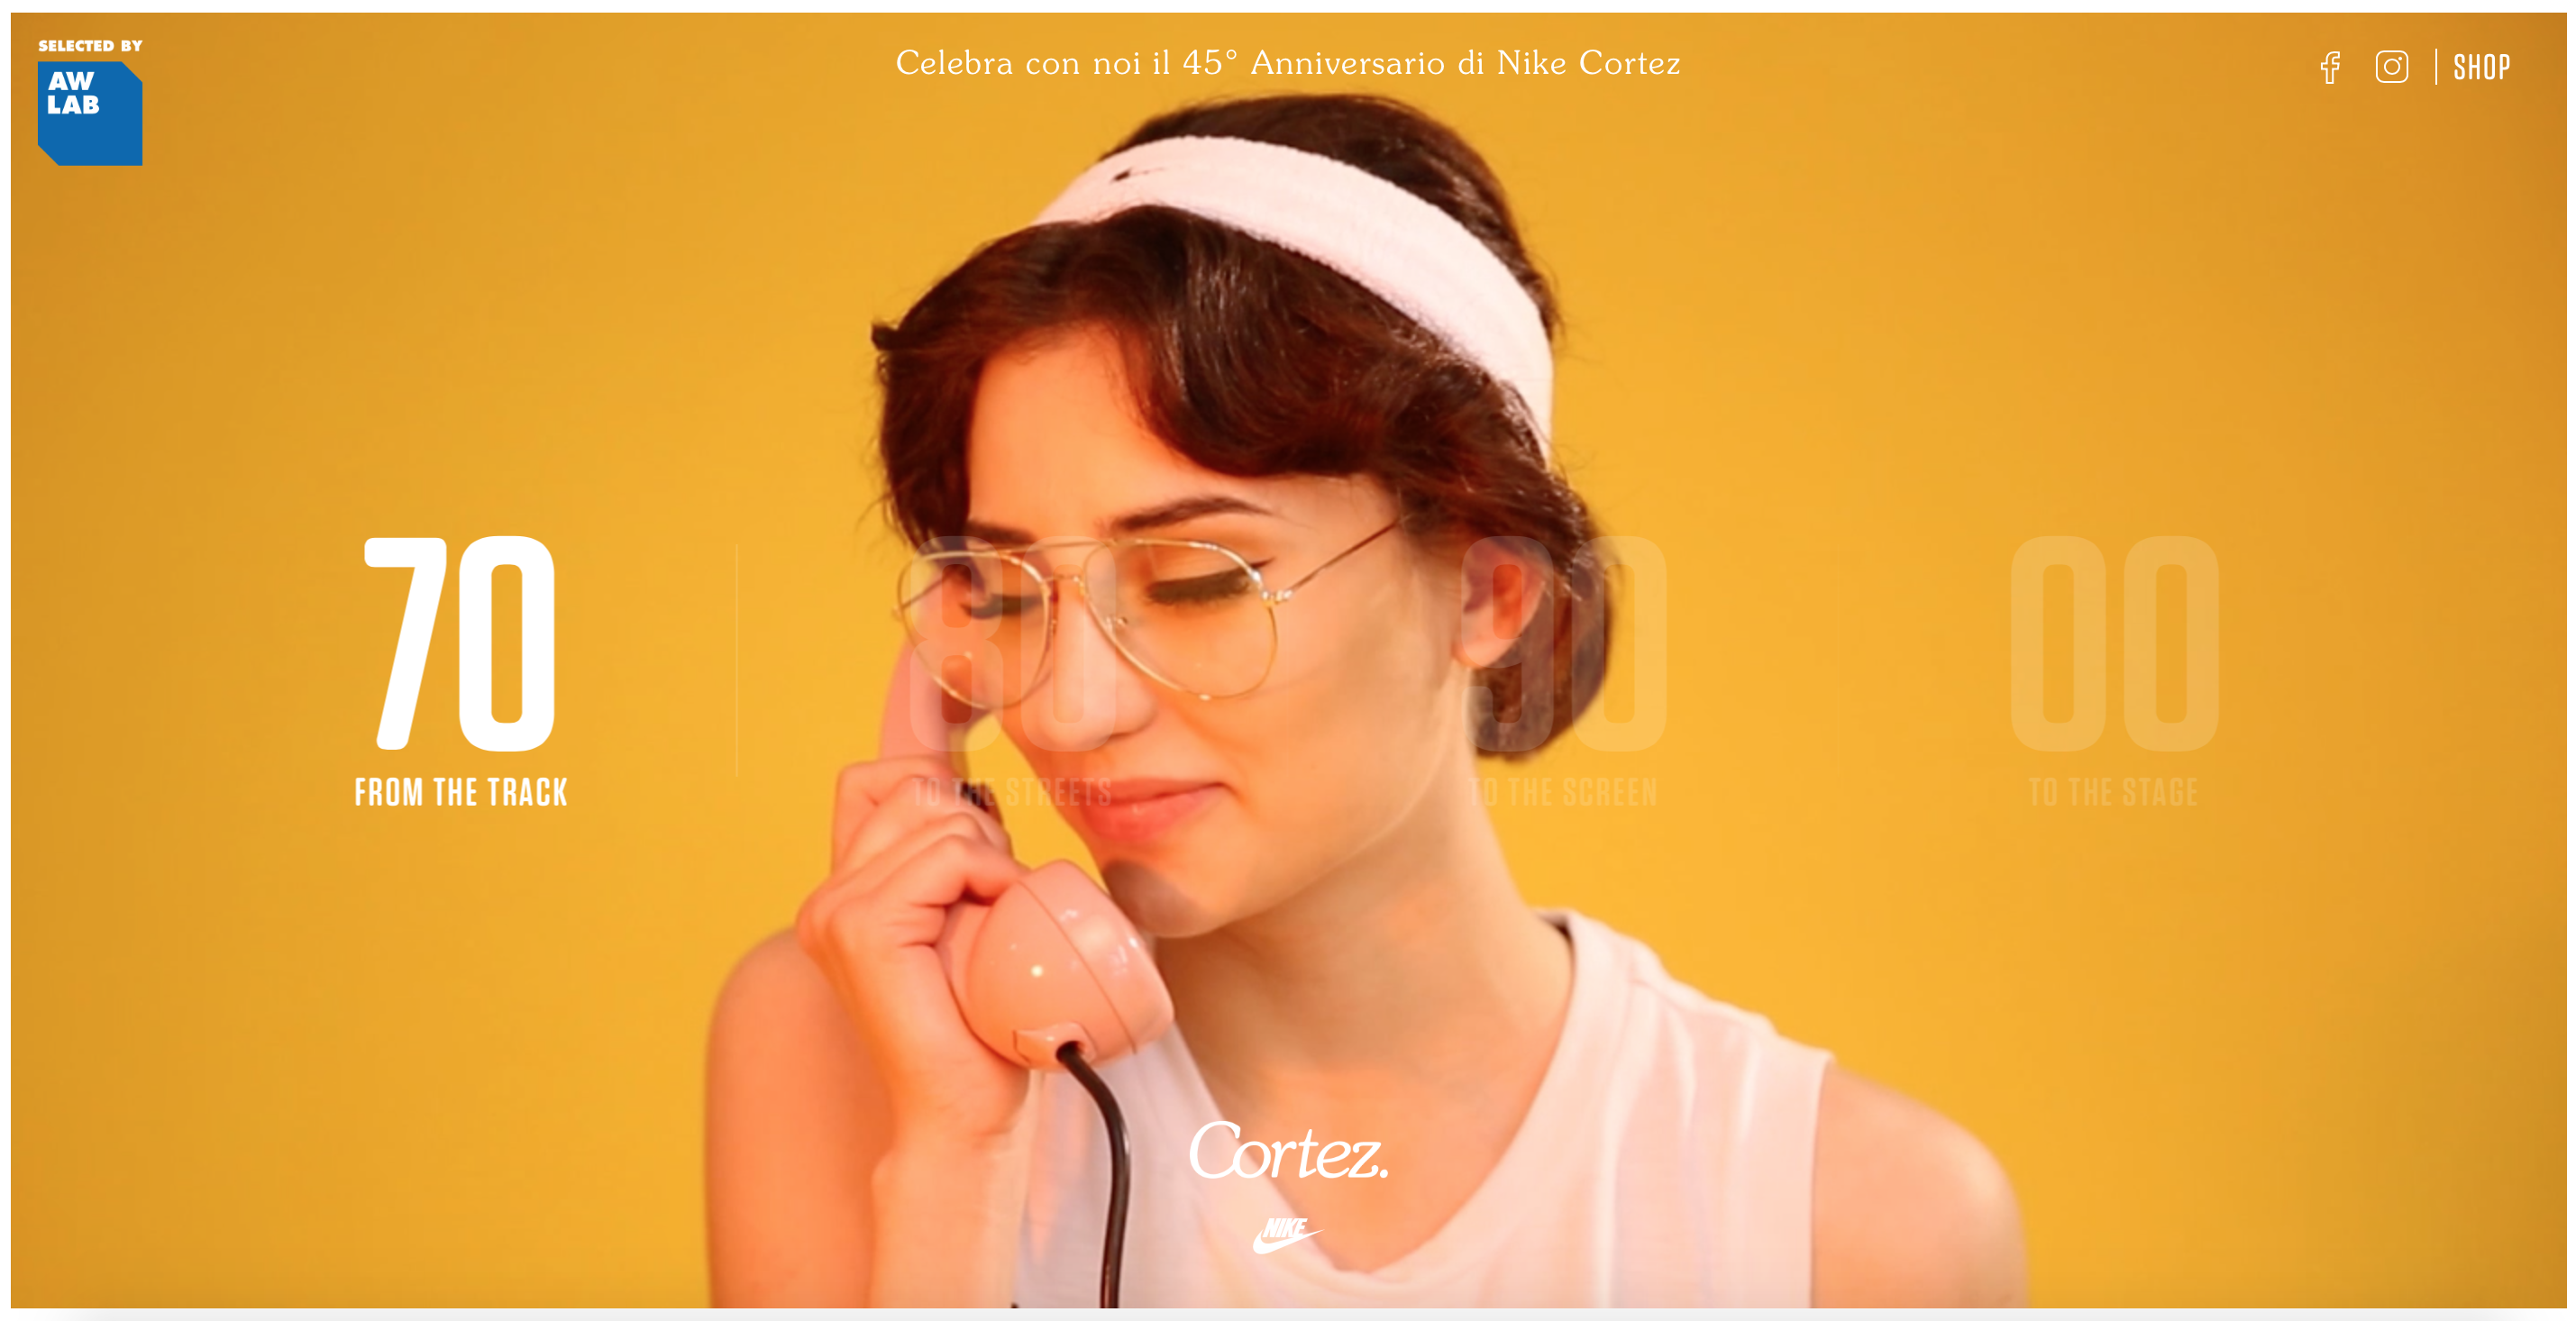 SELECTED BY
AW
LAB
Celebra con noi il 45° Anniversario di Nike Cortez
SHOP
70
FROM THE TRACK
80
TO THE STREETS
90
TO THE SCREEN
00
TO THE STAGE
Cortez.
NIKE